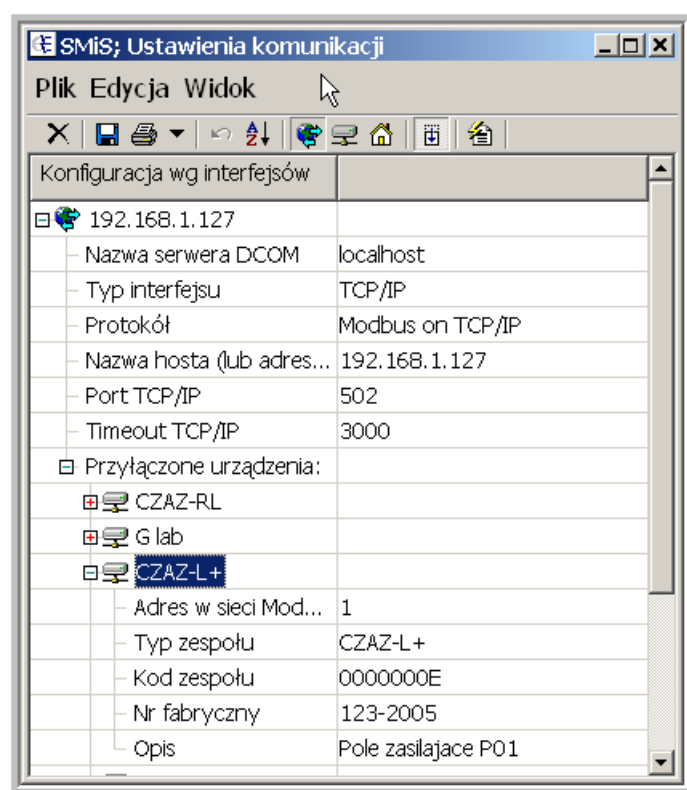 SMiS; Ustawienia komunikacji
Plik Edycja Widok
Konfiguracja wg interfejsów
192.168.1.127
Nazwa serwera DCOM localhost
Typ interfejsu TCP/IP
Protokół Modbus on TCP/IP
Nazwa hosta (lub adres... 192.168.1.127
Port TCP/IP 502
Timeout TCP/IP 3000
Przyłączone urządzenia:
CZAZ-RL
G lab
CZAZ-L+
Adres w sieci Mod... 1
Typ zespołu CZAZ-L+
Kod zespołu 0000000E
Nr fabryczny 123-2005
Opis Pole zasilajace P01